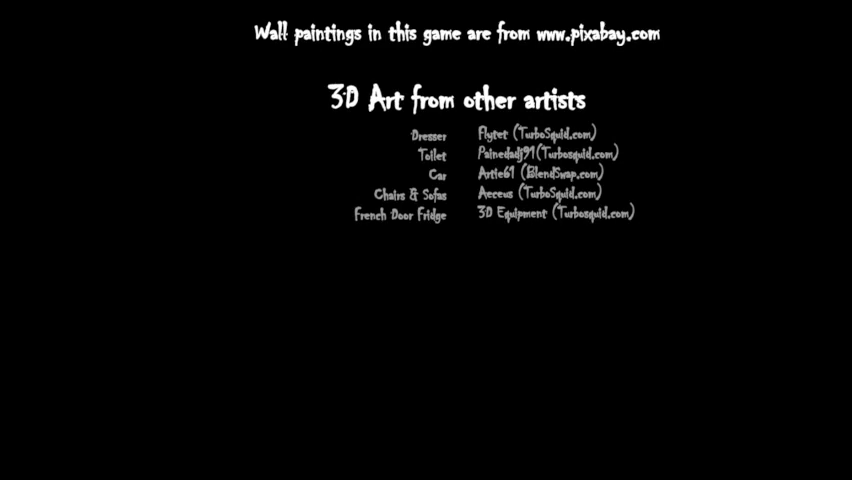 Wall paintings in this game are from www.pixabay.com
3D Art from other artists
Dresser Flytet (TurboSquid.com)
Toilet Painedadj91(Turbosquid.com)
Car Artie61 (BlendSwap.com)
Chairs & Sofas Aeceus (TurboSquid.com)
French Door Fridge 3D Equipment (Turbosquid.com)